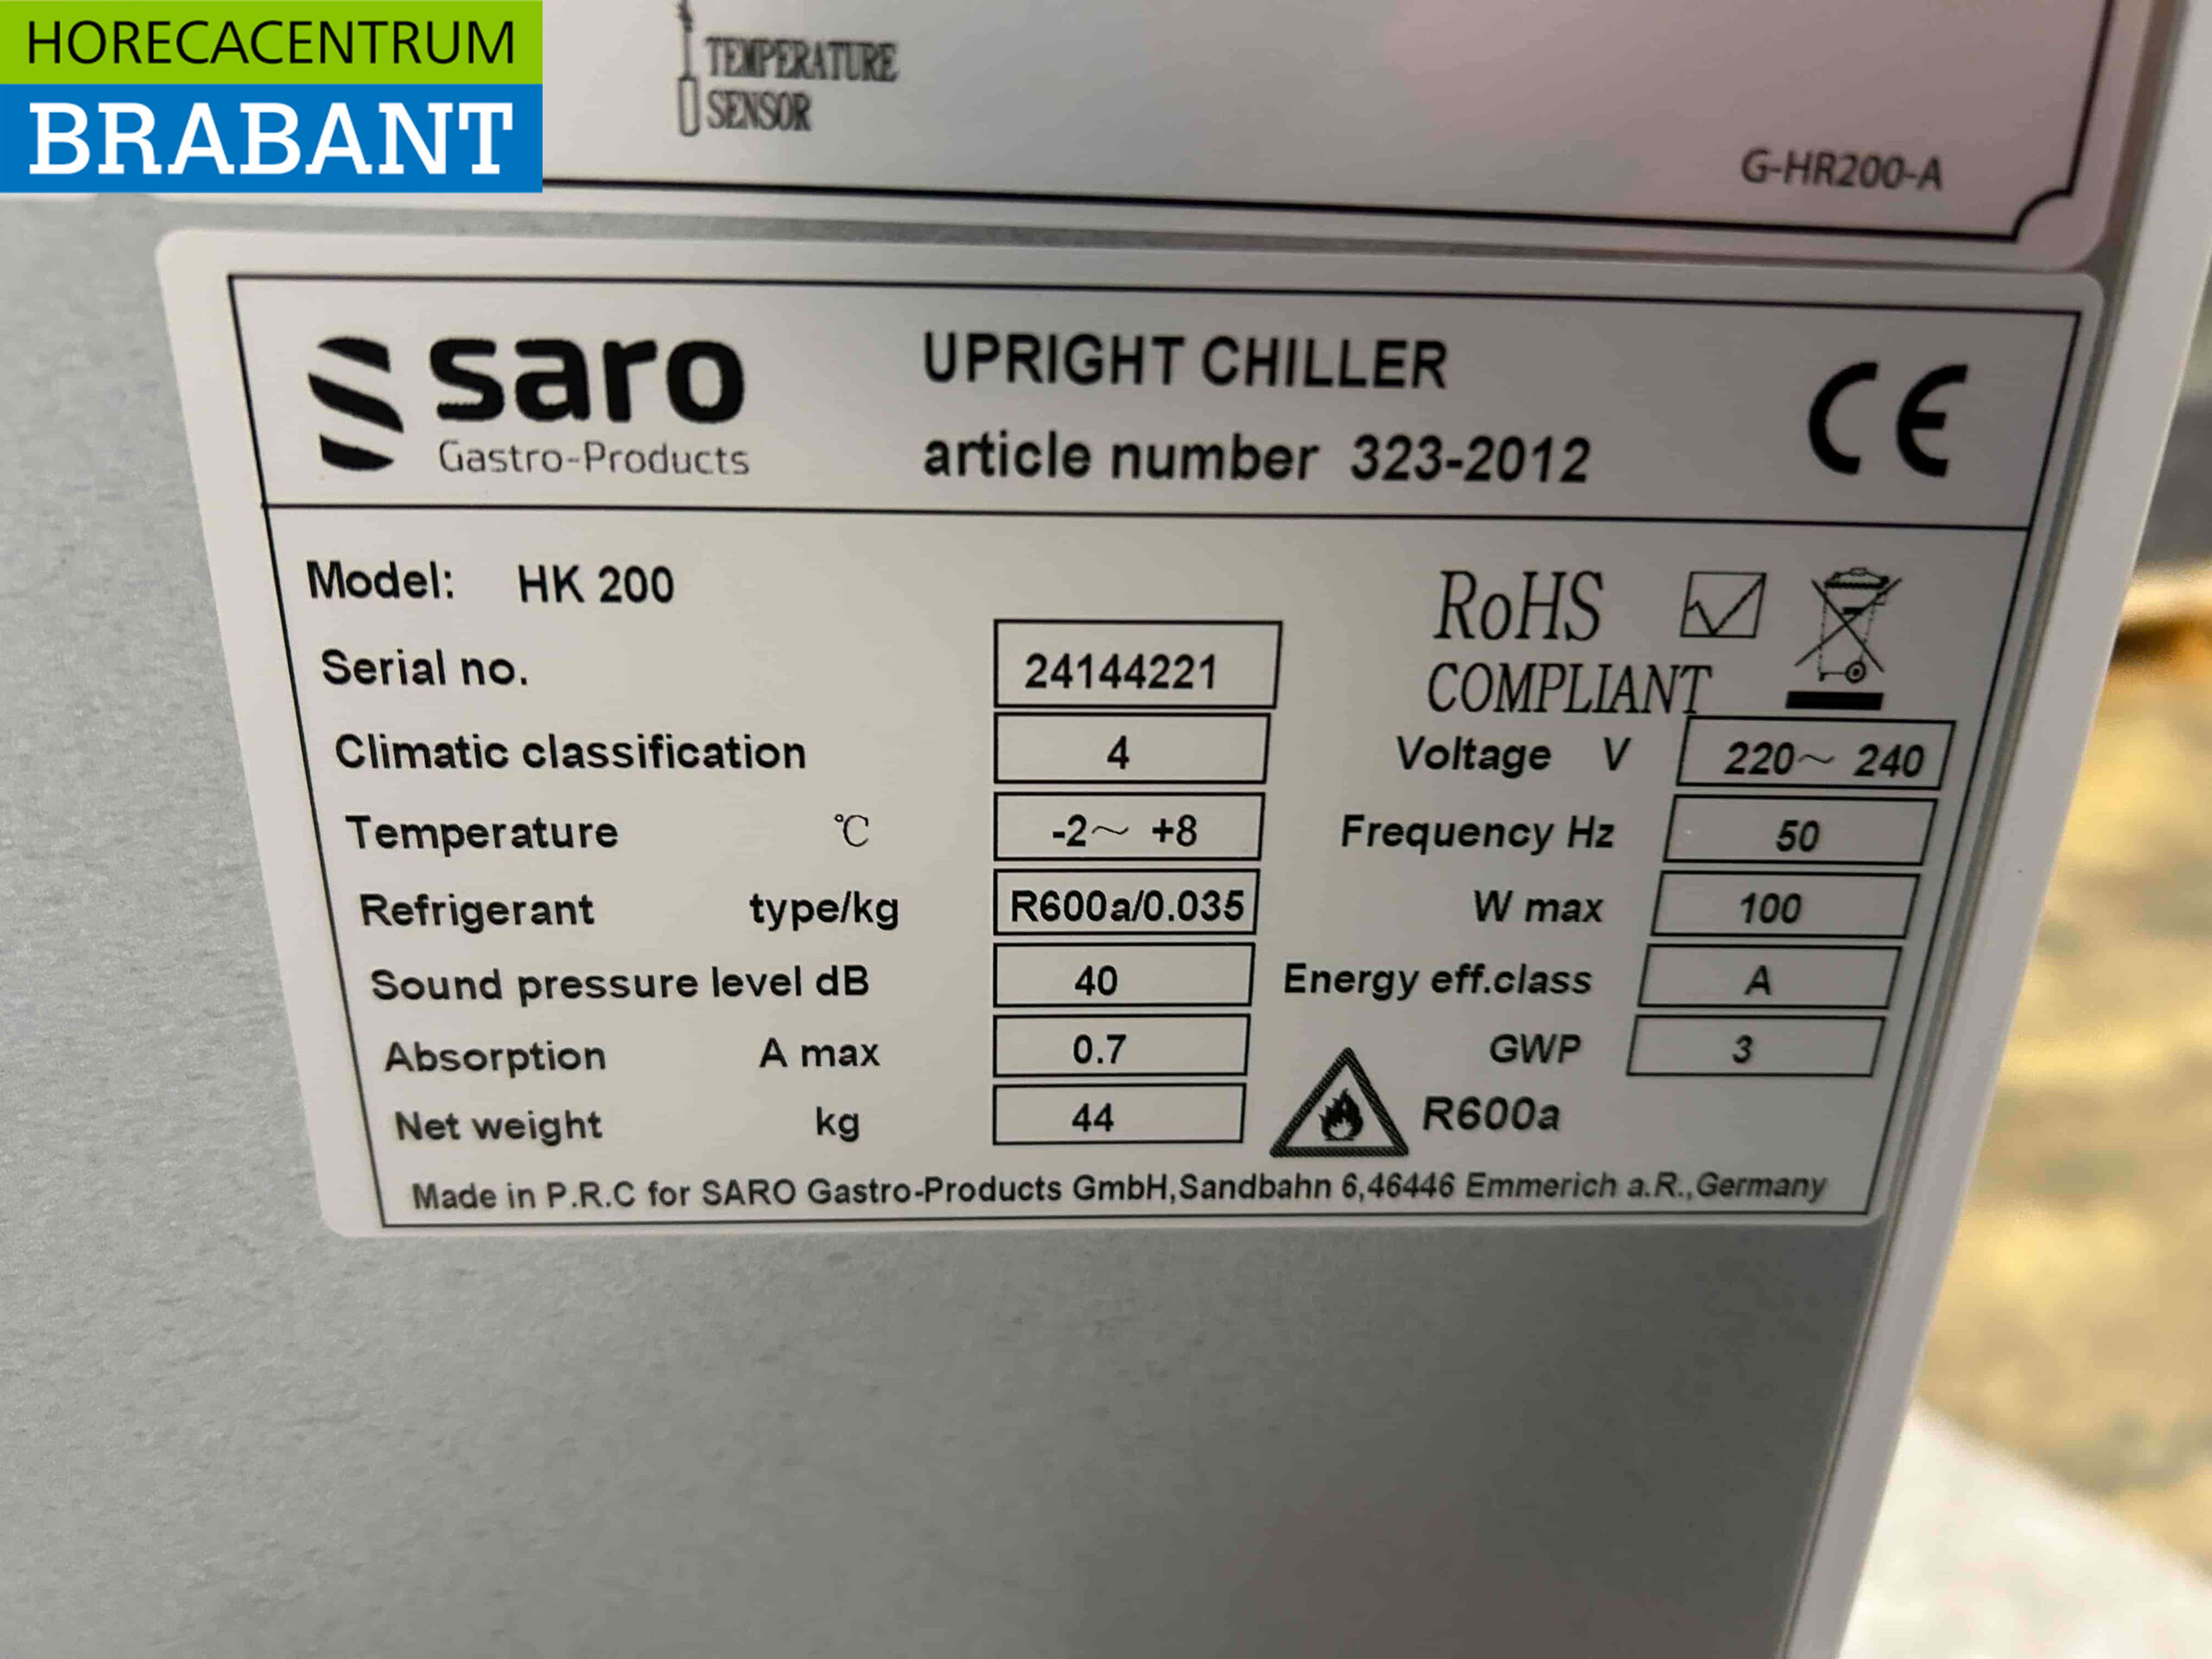 HORECACENTRUM
BRABANT
TEMPERATURE
SENSOR
G-HR200-A
saro
Gastro-Products
UPRIGHT CHILLER
article number 323-2012
CE
Model: HK 200
RoHS
COMPLIANT
Serial no. 24144221
Climatic classification 4
Voltage V 220~ 240
Temperature °C -2~ +8
Frequency Hz 50
Refrigerant type/kg R600a/0.035
W max 100
Sound pressure level dB 40
Energy eff.class A
Absorption A max 0.7
GWP 3
Net weight kg 44
R600a
Made in P.R.C for SARO Gastro-Products GmbH,Sandbahn 6,46446 Emmerich a.R.,Germany